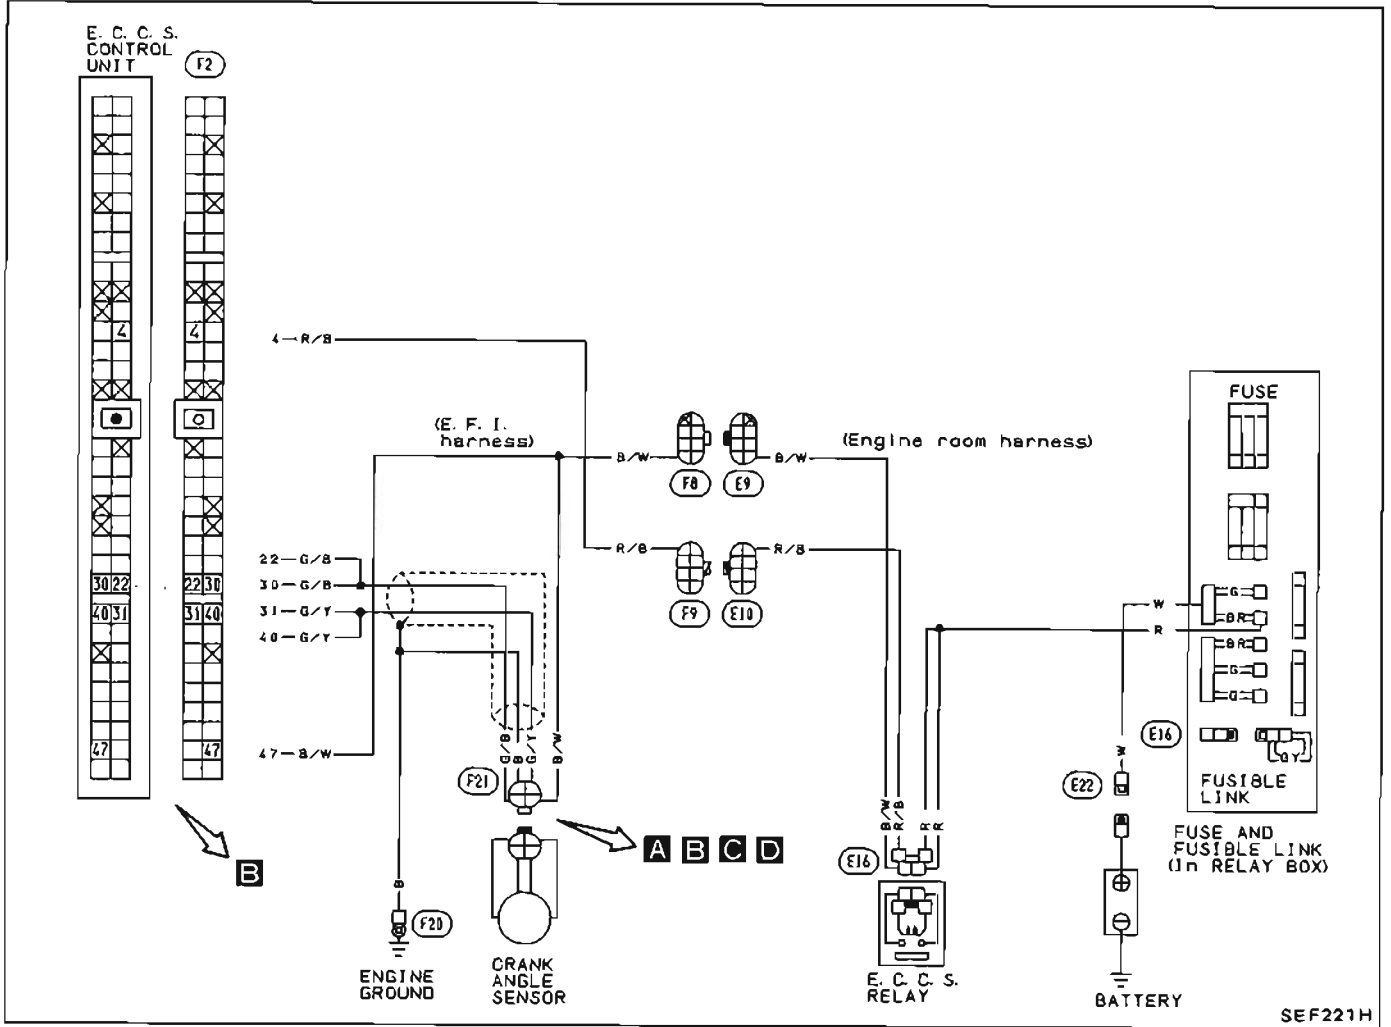 E. C. C. S.
CONTROL
UNIT
F2
4
4
4-R/B
(E. F. I.
harness)
B/W
F8
E9
B/W
(Engine room harness)
FUSE
R/B
F9
E10
R/B
22-G/B
30-G/B
31-G/Y
40-G/Y
30 22
22 30
40 31
31 40
47
47
47-B/W
W
R
G
BR
BR
G
G
E16
GY
FUSIBLE
LINK
W
E22
FUSE AND
FUSIBLE LINK
(In RELAY BOX)
G/B
B
G/Y
B/W
F21
A B C D
B
B/W
R/B
R
R
E16
B
F20
ENGINE
GROUND
CRANK
ANGLE
SENSOR
E. C. C. S.
RELAY
BATTERY
SEF221H